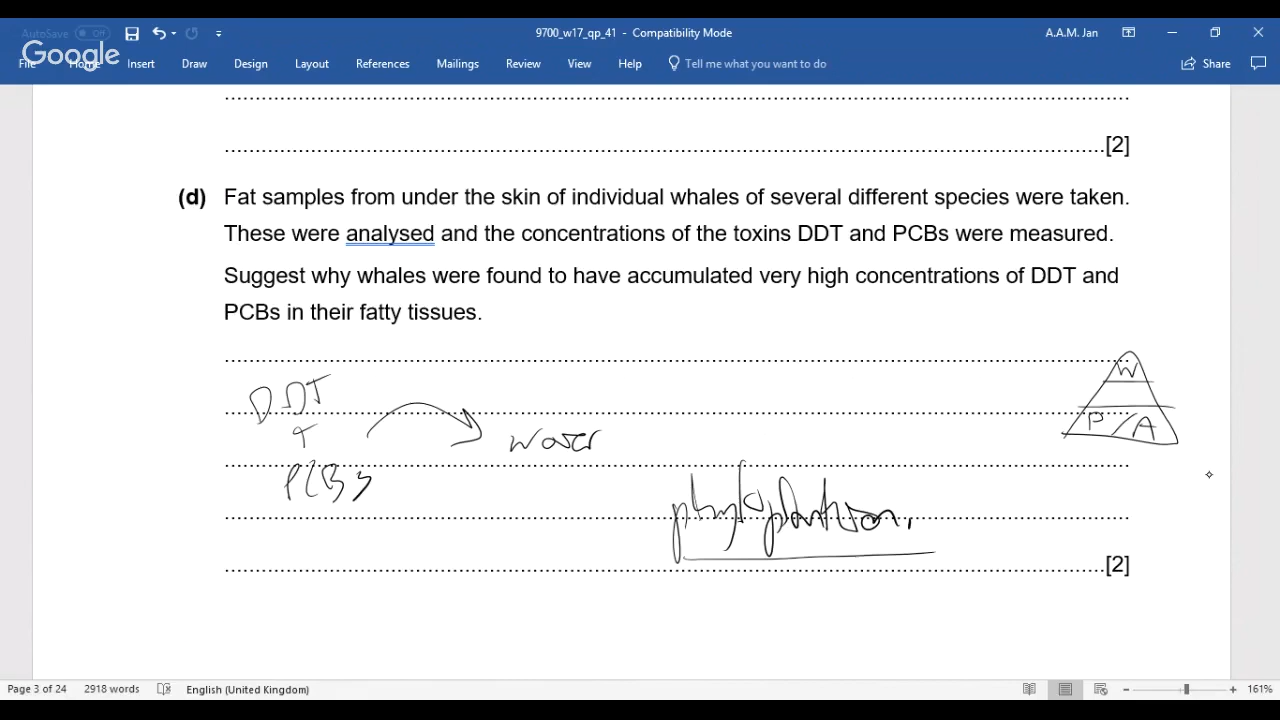 AutoSave Off
9700_w17_qp_41 - Compatibility Mode
A.A.M. Jan
Google
File Home Insert Draw Design Layout References Mailings Review View Help Tell me what you want to do Share
[2]
(d) Fat samples from under the skin of individual whales of several different species were taken.
These were analysed and the concentrations of the toxins DDT and PCBs were measured.
Suggest why whales were found to have accumulated very high concentrations of DDT and
PCBs in their fatty tissues.
W
DDT
P/A
+
water
PCBs
phytoplankton.
[2]
Page 3 of 24 2918 words English (United Kingdom) 161%